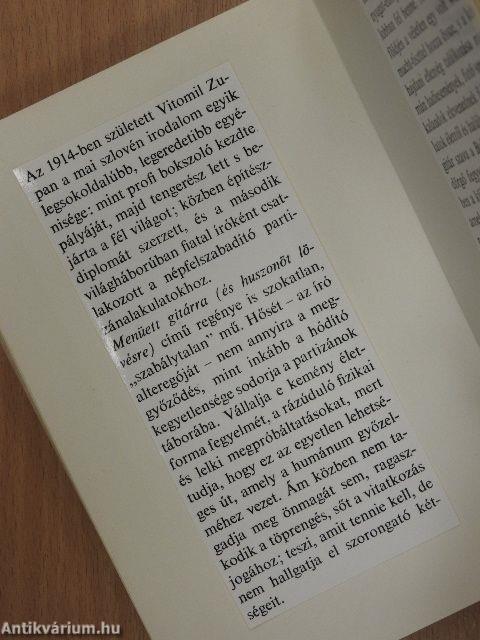 Az 1914-ben született Vitomil Zu-
pan a mai szlovén irodalom egyik
legsokoldalúbb, legeredetibb egyé-
nisége: mint profi bokszoló kezdte
pályáját, majd tengerész lett s be-
járta a fél világot; közben építész-
diplomát szerzett, és a második
világháborúban fiatal íróként csat-
lakozott a népfelszabadító parti-
zánalakulatokhoz.
Menüett gitárra (és huszonöt lö-
vésre) című regénye is szokatlan,
„szabálytalan” mű. Hősét – az író
alteregóját – nem annyira a meg-
győződés, mint inkább a hódító
kegyetlensége sodorja a partizánok
táborába. Vállalja e kemény élet-
forma fegyelmét, a rázúduló fizikai
és lelki megpróbáltatásokat, mert
tudja, hogy ez az egyetlen lehetsé-
ges út, amely a humánum győzel-
méhez vezet. Ám közben nem ta-
gadja meg önmagát sem, ragasz-
kodik a töprengés, sőt a vitatkozás
jogához; teszi, amit tennie kell, de
nem hallgatja el szorongató két-
ségeit.
Antikvárium.hu